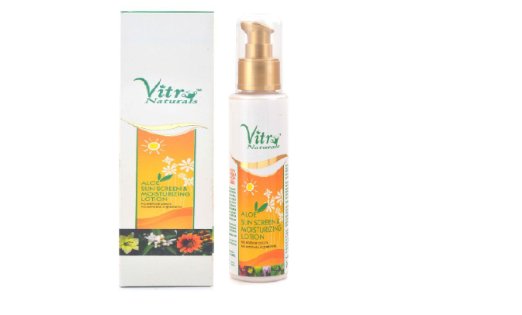 Vitro
Naturals
ALOE
SUN SCREEN &
MOISTURIZING
LOTION
Vitro
Naturals
ALOE
SUN SCREEN &
MOISTURIZING
LOTION